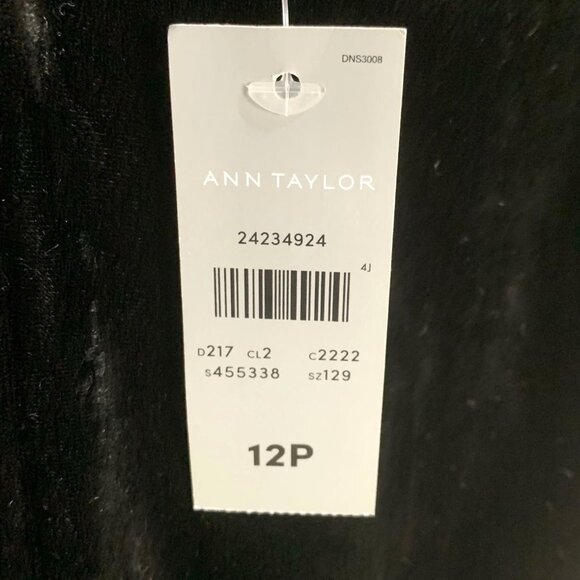 DNS3008
ANN TAYLOR
24234924
4J
D217 CL2 C2222
S455338 SZ129
12P